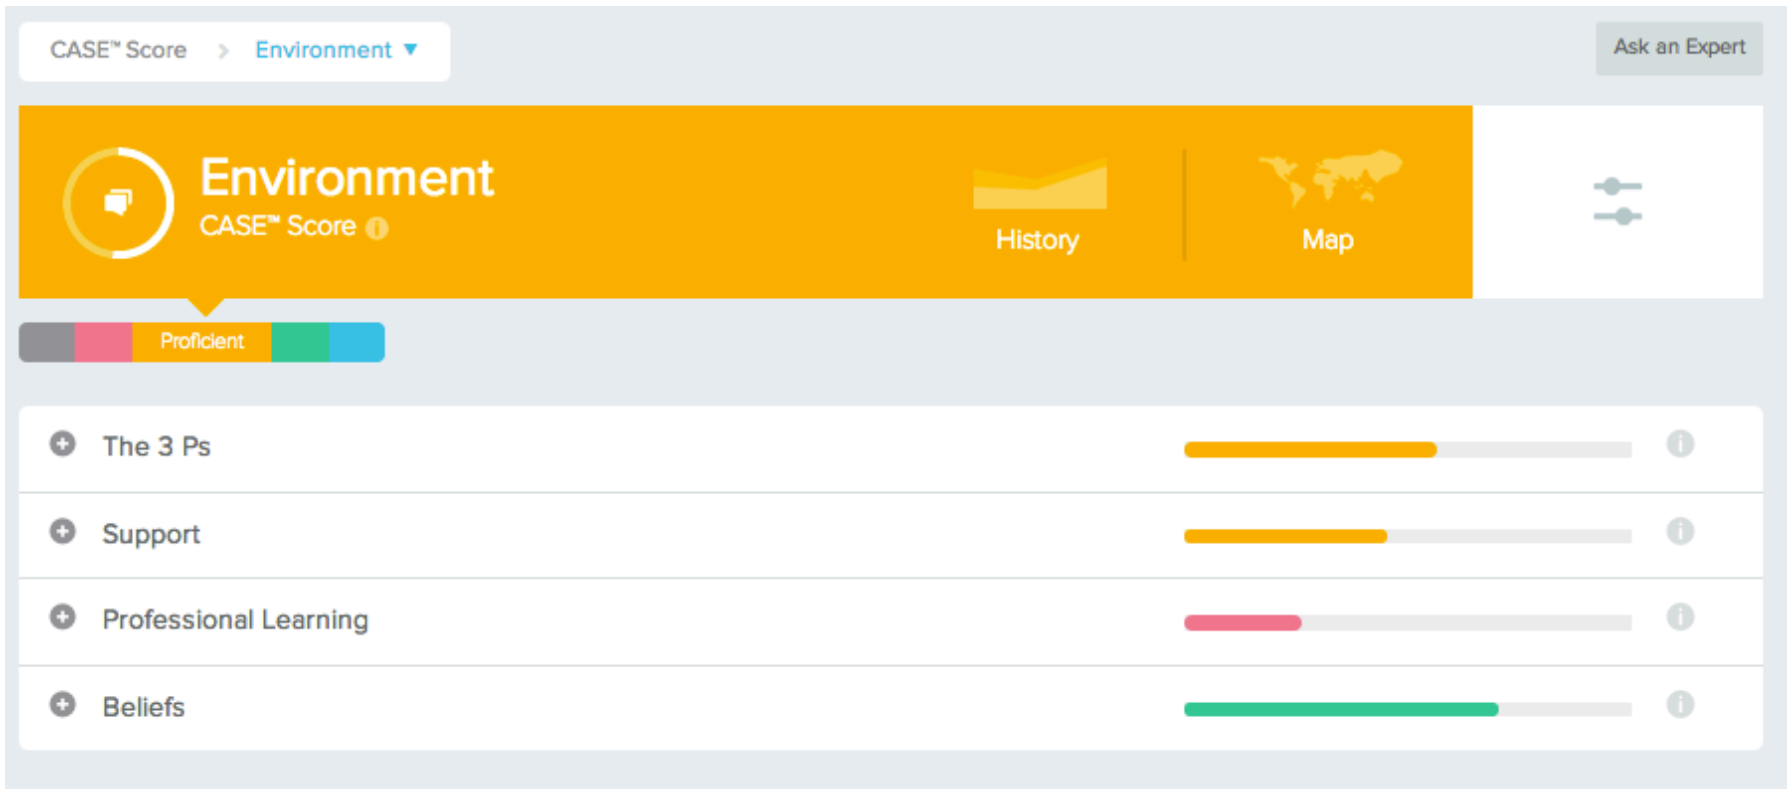 CASE™ Score > Environment ▼
Ask an Expert
Environment
CASE™ Score
History
Map
Proficient
The 3 Ps
Support
Professional Learning
Beliefs